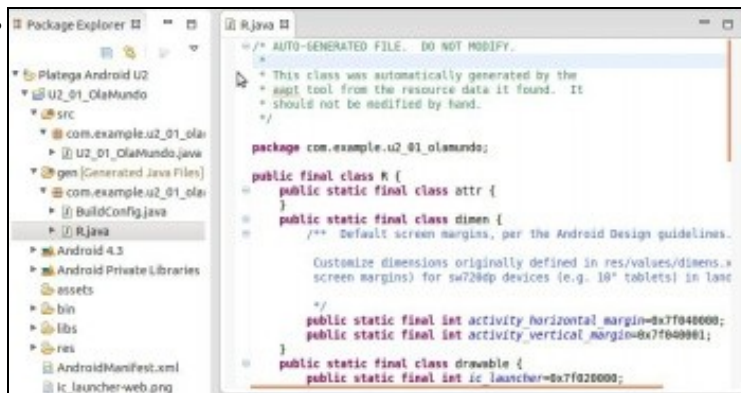 Package Explorer
Platega Android U2
U2_01_OlaMundo
src
com.example.u2_01_ola
U2_01_OlaMundo.java
gen [Generated Java Files]
com.example.u2_01_ola
BuildConfig.java
R.java
Android 4.3
Android Private Libraries
assets
bin
libs
res
AndroidManifest.xml
ic_launcher-web.png
R.java
/* AUTO-GENERATED FILE.  DO NOT MODIFY.
*
* This class was automatically generated by the
* aapt tool from the resource data it found.  It
* should not be modified by hand.
*/
package com.example.u2_01_olamundo;
public final class R {
public static final class attr {
}
public static final class dimen {
/**  Default screen margins, per the Android Design guidelines.
Customize dimensions originally defined in res/values/dimens.x
screen margins) for sw720dp devices (e.g. 10" tablets) in land
*/
public static final int activity_horizontal_margin=0x7f040000;
public static final int activity_vertical_margin=0x7f040001;
}
public static final class drawable {
public static final int ic_launcher=0x7f020000;